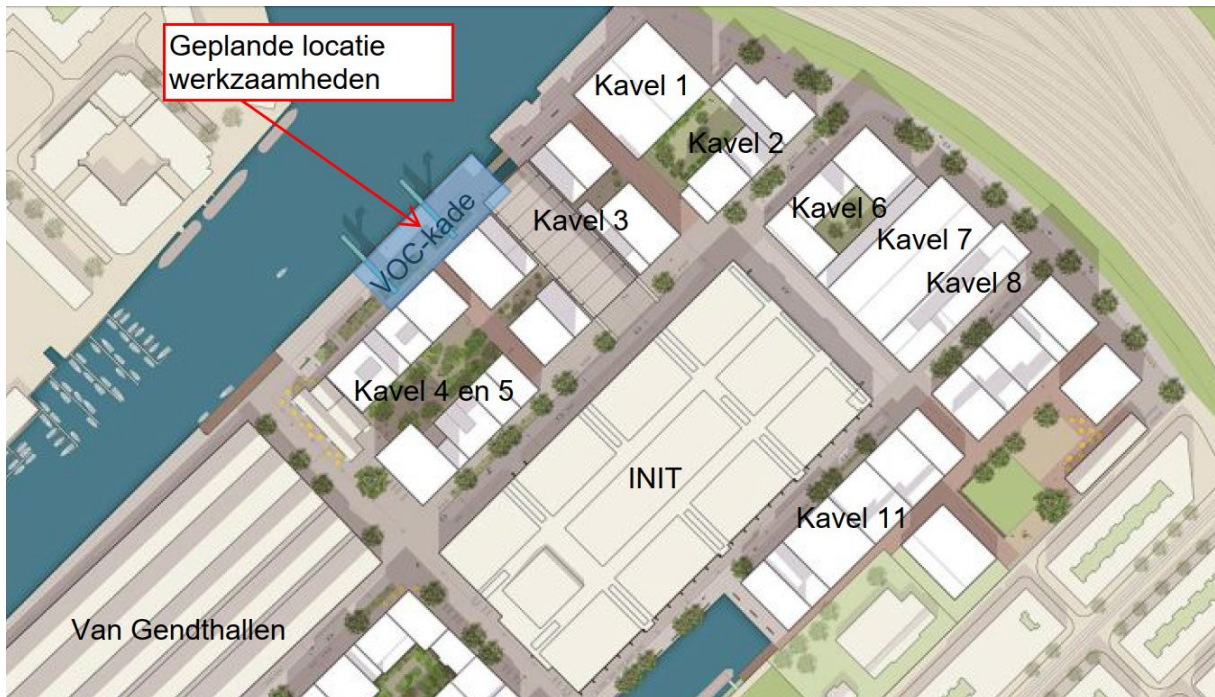 Geplande locatie
werkzaamheden
Kavel 1
Kavel 2
Kavel 3
VOC-kade
Kavel 6
Kavel 7
Kavel 8
Kavel 4 en 5
INIT
Kavel 11
Van Gendthallen